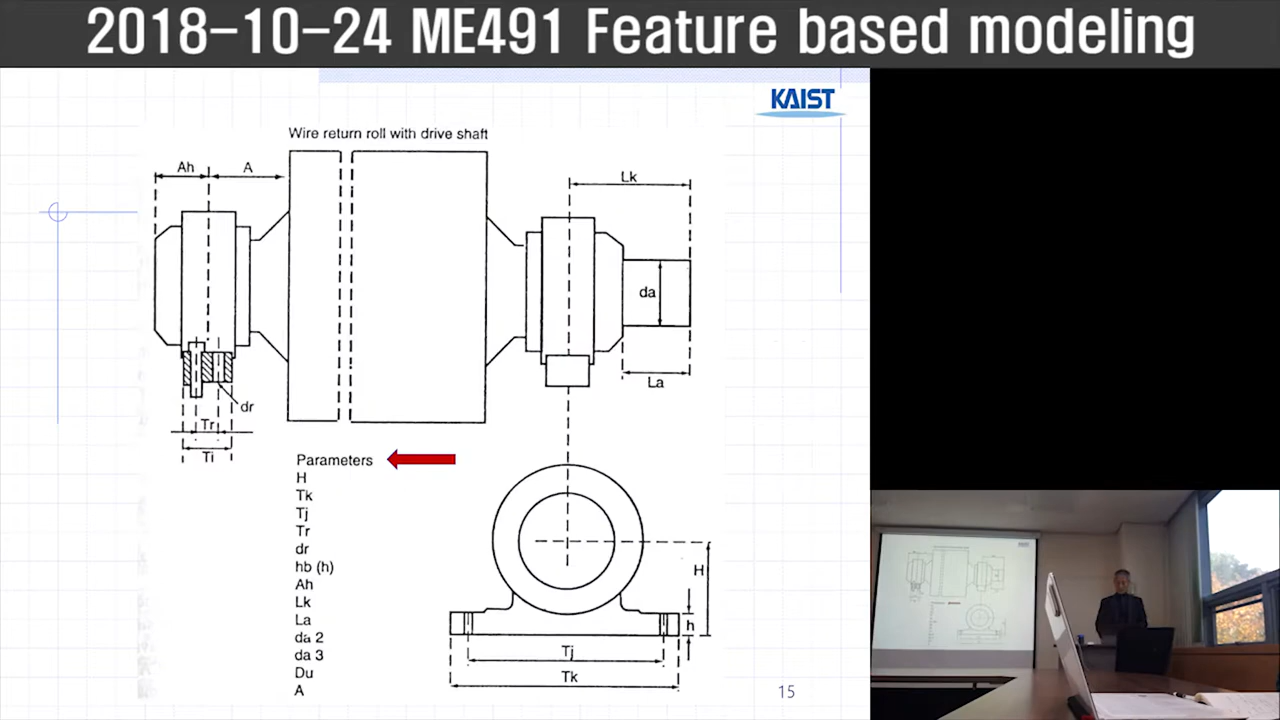 2018-10-24 ME491 Feature based modeling
KAIST
Wire return roll with drive shaft
Ah
A
Lk
da
La
dr
Tr
Ti
Parameters
H
Tk
Tj
Tr
dr
hb (h)
Ah
Lk
La
da 2
da 3
Du
A
H
h
Tj
Tk
15